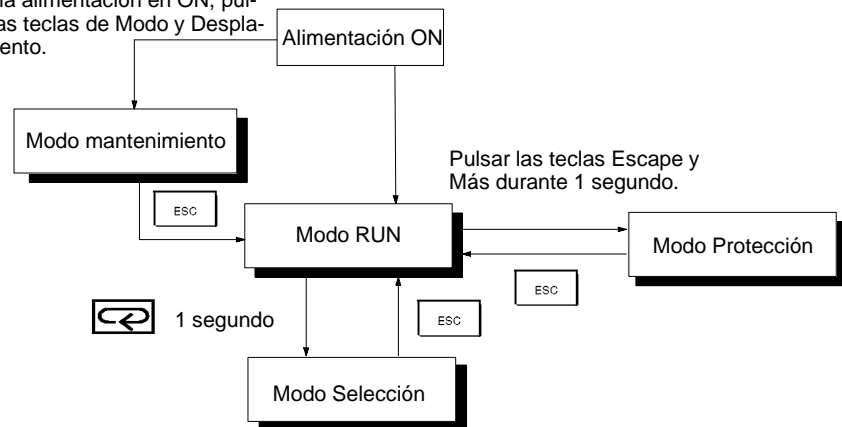 la alimentación en ON, pul-
as teclas de Modo y Despla-
ento.
Alimentación ON
Modo mantenimiento
ESC
Pulsar las teclas Escape y
Más durante 1 segundo.
Modo RUN
Modo Protección
ESC
1 segundo
ESC
Modo Selección